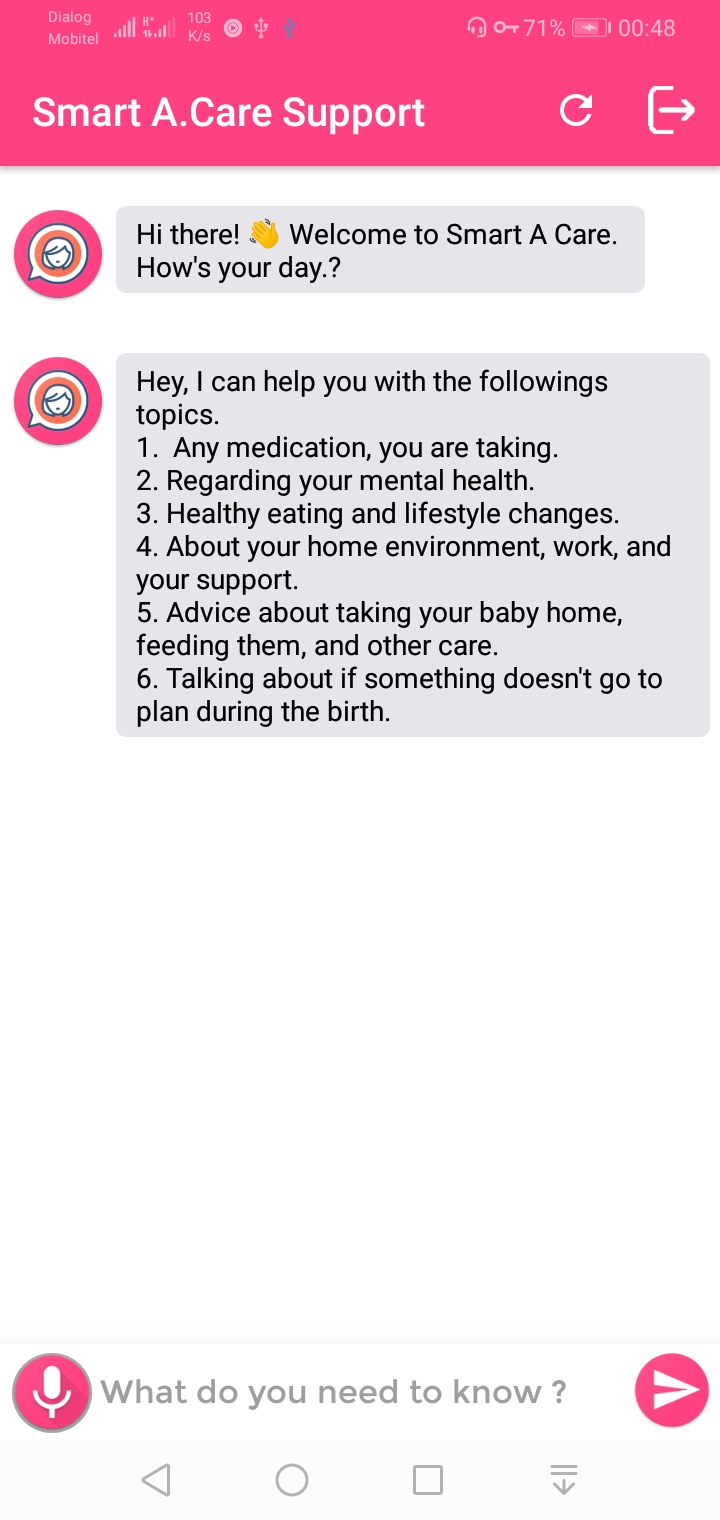 Dialog
Mobitel
H+
103
K/s
71%
00:48
Smart A.Care Support
Hi there! 👋 Welcome to Smart A Care.
How's your day.?
Hey, I can help you with the followings
topics.
1.  Any medication, you are taking.
2. Regarding your mental health.
3. Healthy eating and lifestyle changes.
4. About your home environment, work, and
your support.
5. Advice about taking your baby home,
feeding them, and other care.
6. Talking about if something doesn't go to
plan during the birth.
What do you need to know ?